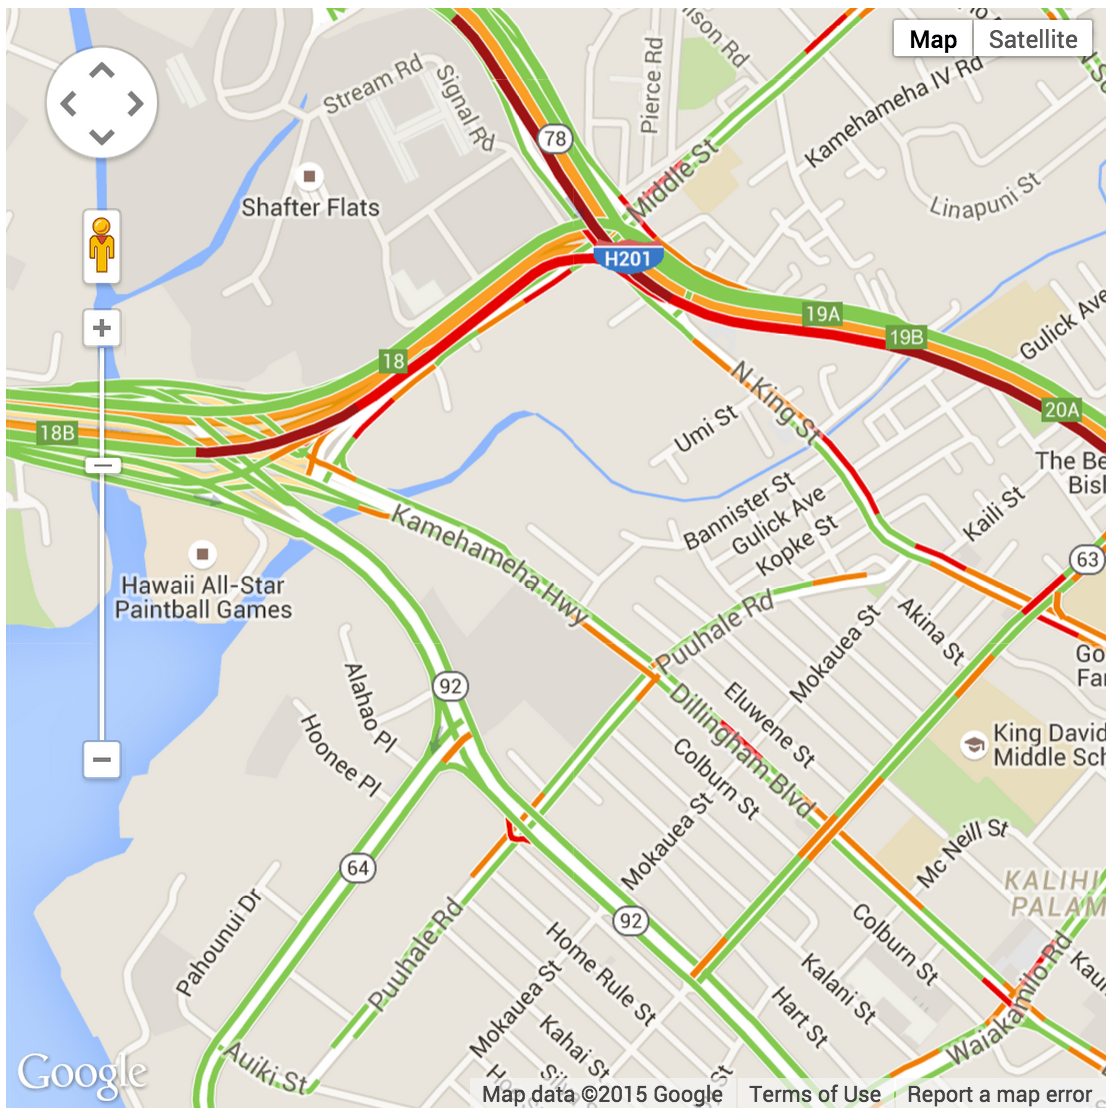 Map
Satellite
Kamehameha IV Rd
Pierce Rd
Stream Rd
Signal Rd
78
Middle St
Shafter Flats
Linapuni St
H201
19A
19B
Gulick Ave
18
N King St
20A
18B
Umi St
The Be
Bisl
Bannister St
Gulick Ave
Kopke St
Kaili St
Kamehameha Hwy
63
Hawaii All-Star
Paintball Games
Puuhale Rd
Akina St
Mokauea St
Go
Far
92
Alahao Pl
Eluwene St
Hoonee Pl
Dillingham Blvd
King David
Middle Sch
Colburn St
Mokauea St
Mc Neill St
64
KALIHI
PALAM
92
Pahounui Dr
Puuhale Rd
Home Rule St
Colburn St
Kalani St
Waiakamilo Rd
Hart St
Mokauea St
Kahai St
Auiki St
Google
Map data ©2015 Google
Terms of Use
Report a map error